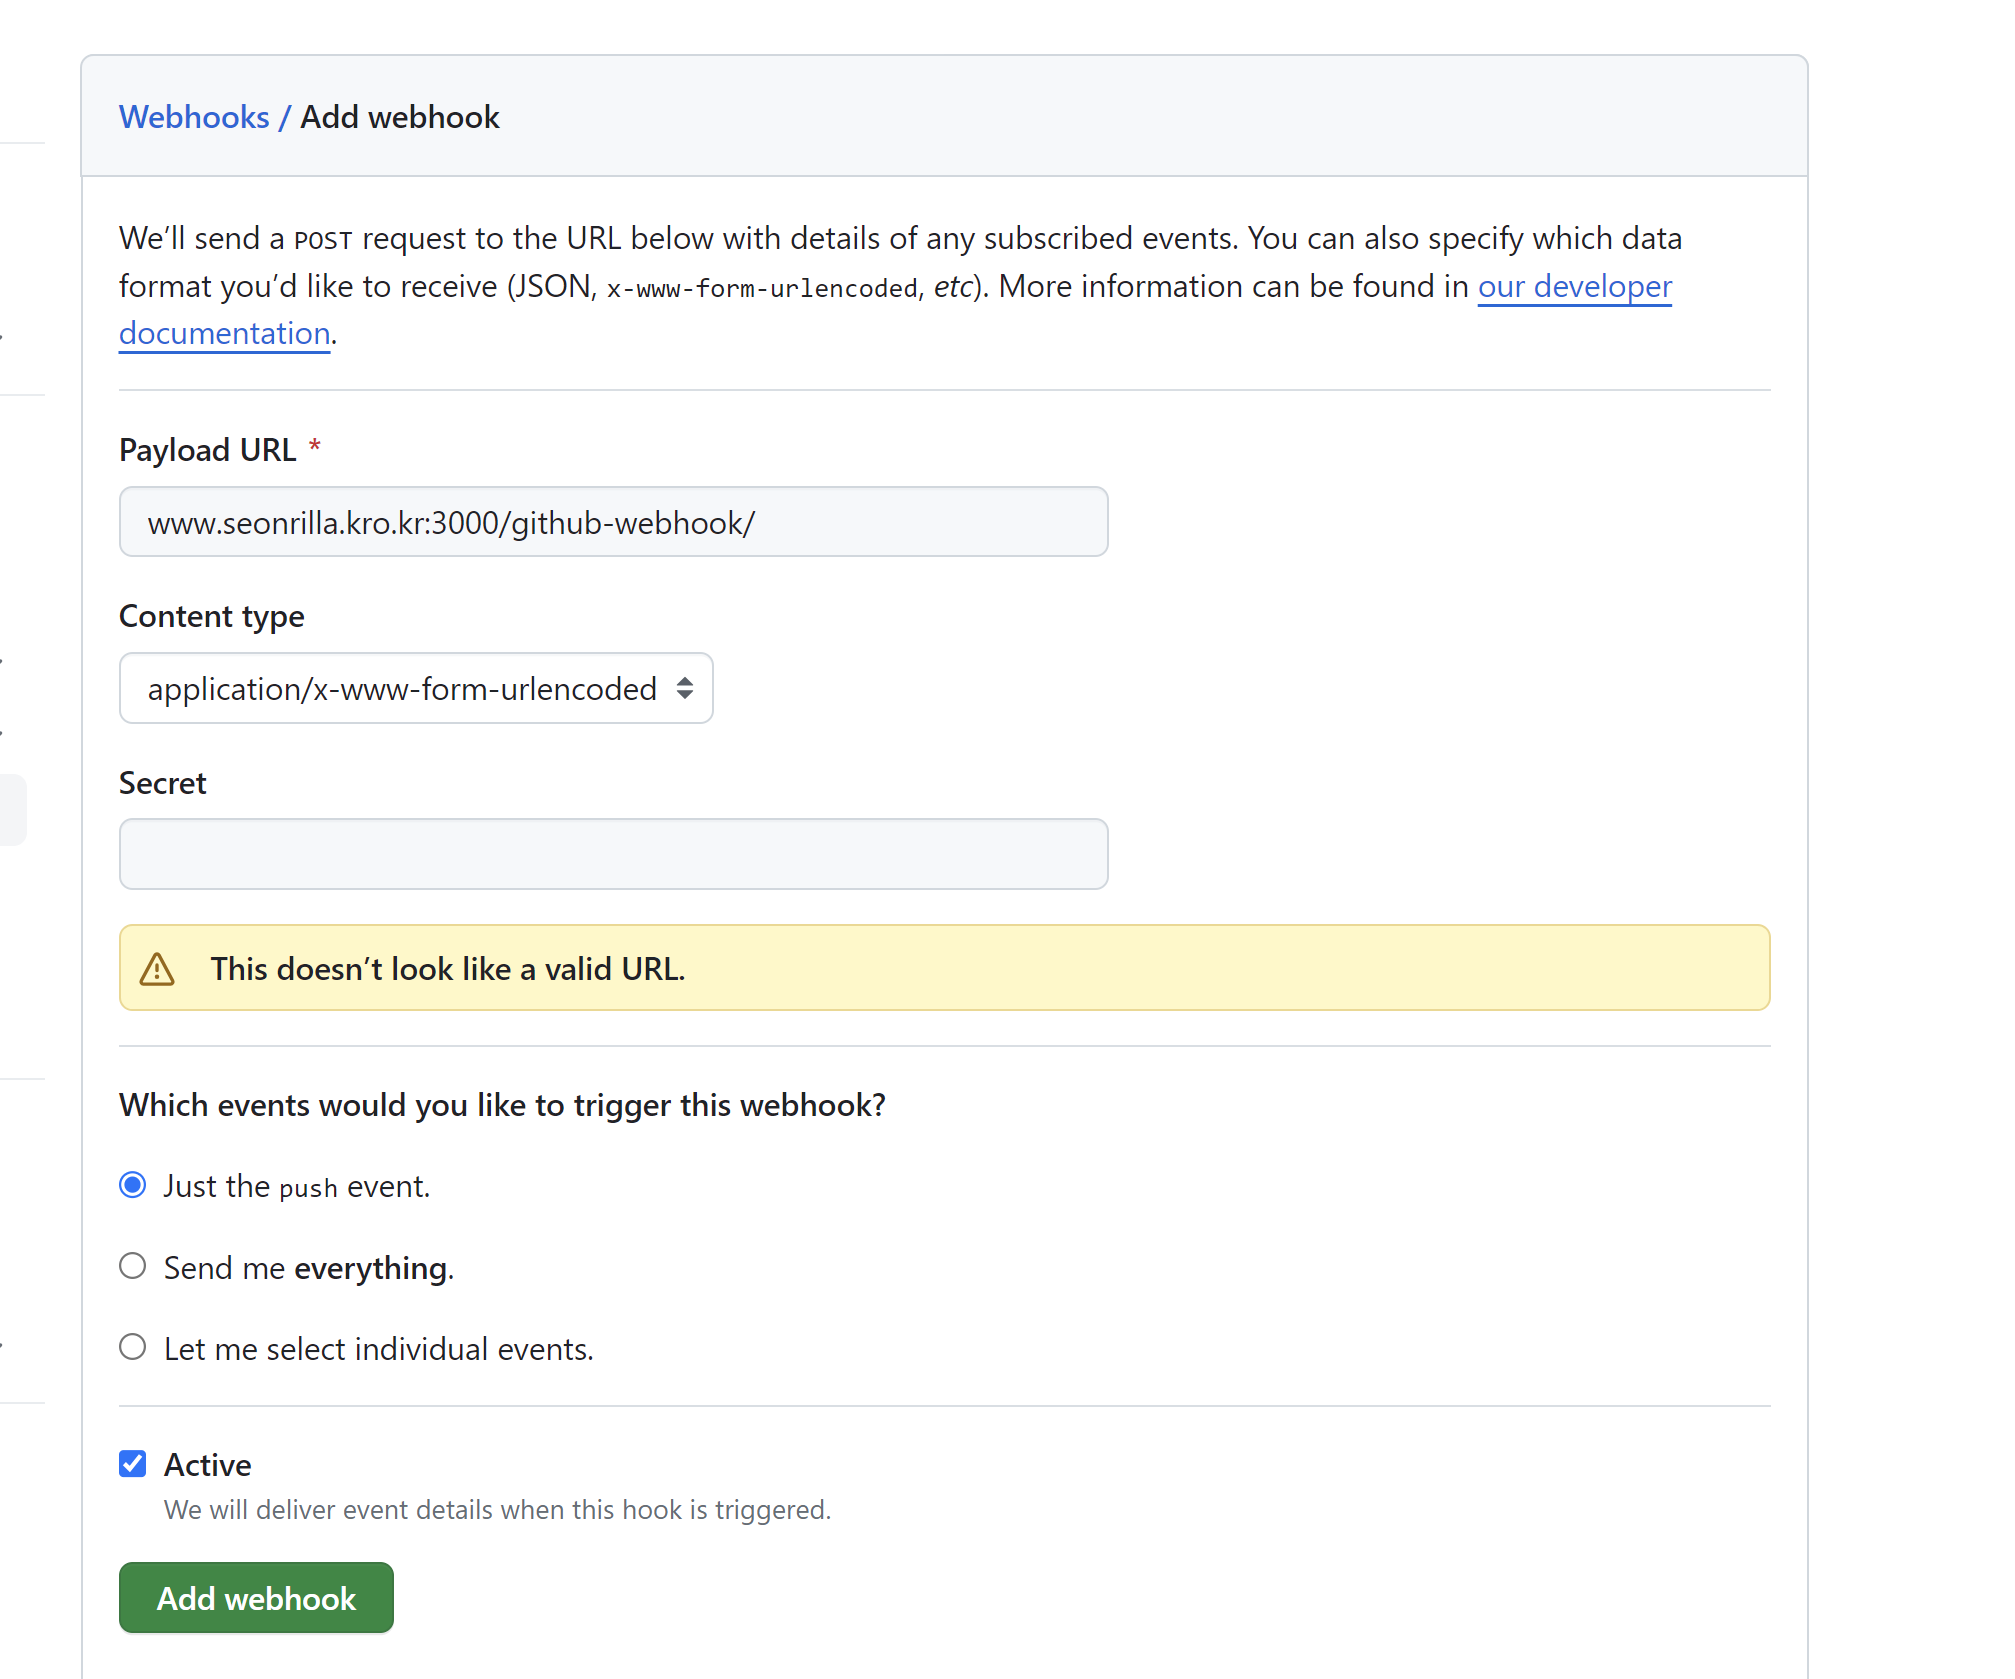 Webhooks / Add webhook
We’ll send a POST request to the URL below with details of any subscribed events. You can also specify which data
format you’d like to receive (JSON, x-www-form-urlencoded, etc). More information can be found in our developer
documentation.
Payload URL *
www.seonrilla.kro.kr:3000/github-webhook/
Content type
application/x-www-form-urlencoded
Secret
This doesn’t look like a valid URL.
Which events would you like to trigger this webhook?
Just the push event.
Send me everything.
Let me select individual events.
Active
We will deliver event details when this hook is triggered.
Add webhook